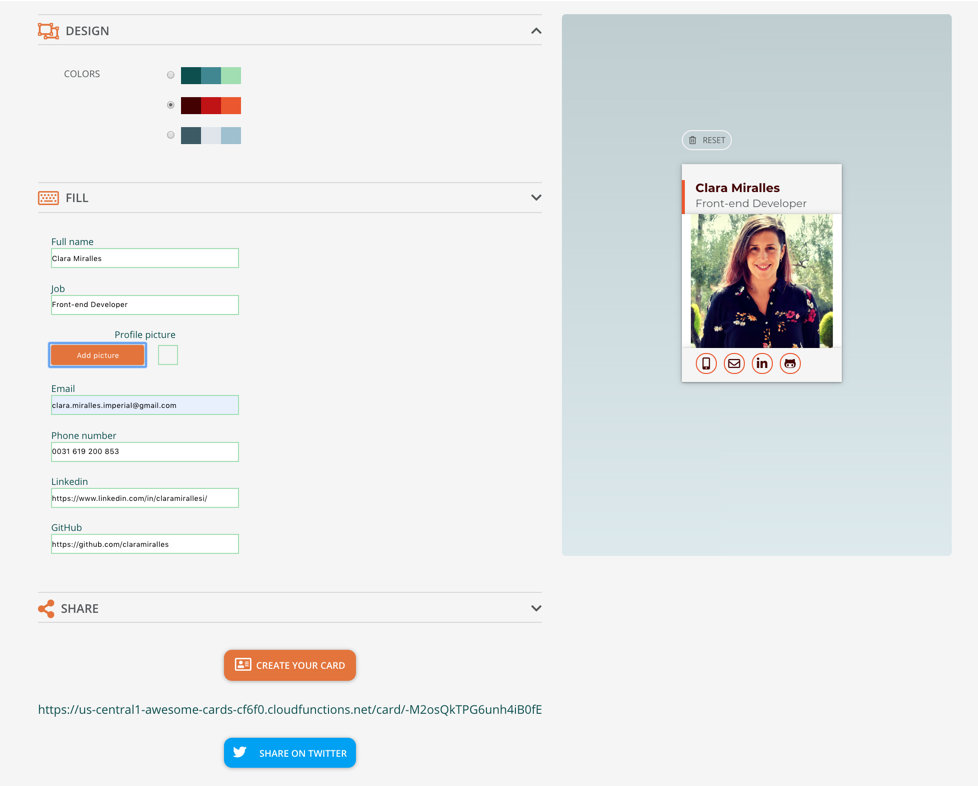 DESIGN
COLORS
FILL
Full name
Clara Miralles
Job
Front-end Developer
Profile picture
Add picture
Email
clara.miralles.imperial@gmail.com
Phone number
0031 619 200 853
Linkedin
https://www.linkedin.com/in/claramirallesi/
GitHub
https://github.com/claramiralles
SHARE
CREATE YOUR CARD
https://us-central1-awesome-cards-cf6f0.cloudfunctions.net/card/-M2osQkTPG6unh4iB0fE
SHARE ON TWITTER
RESET
Clara Miralles
Front-end Developer
in